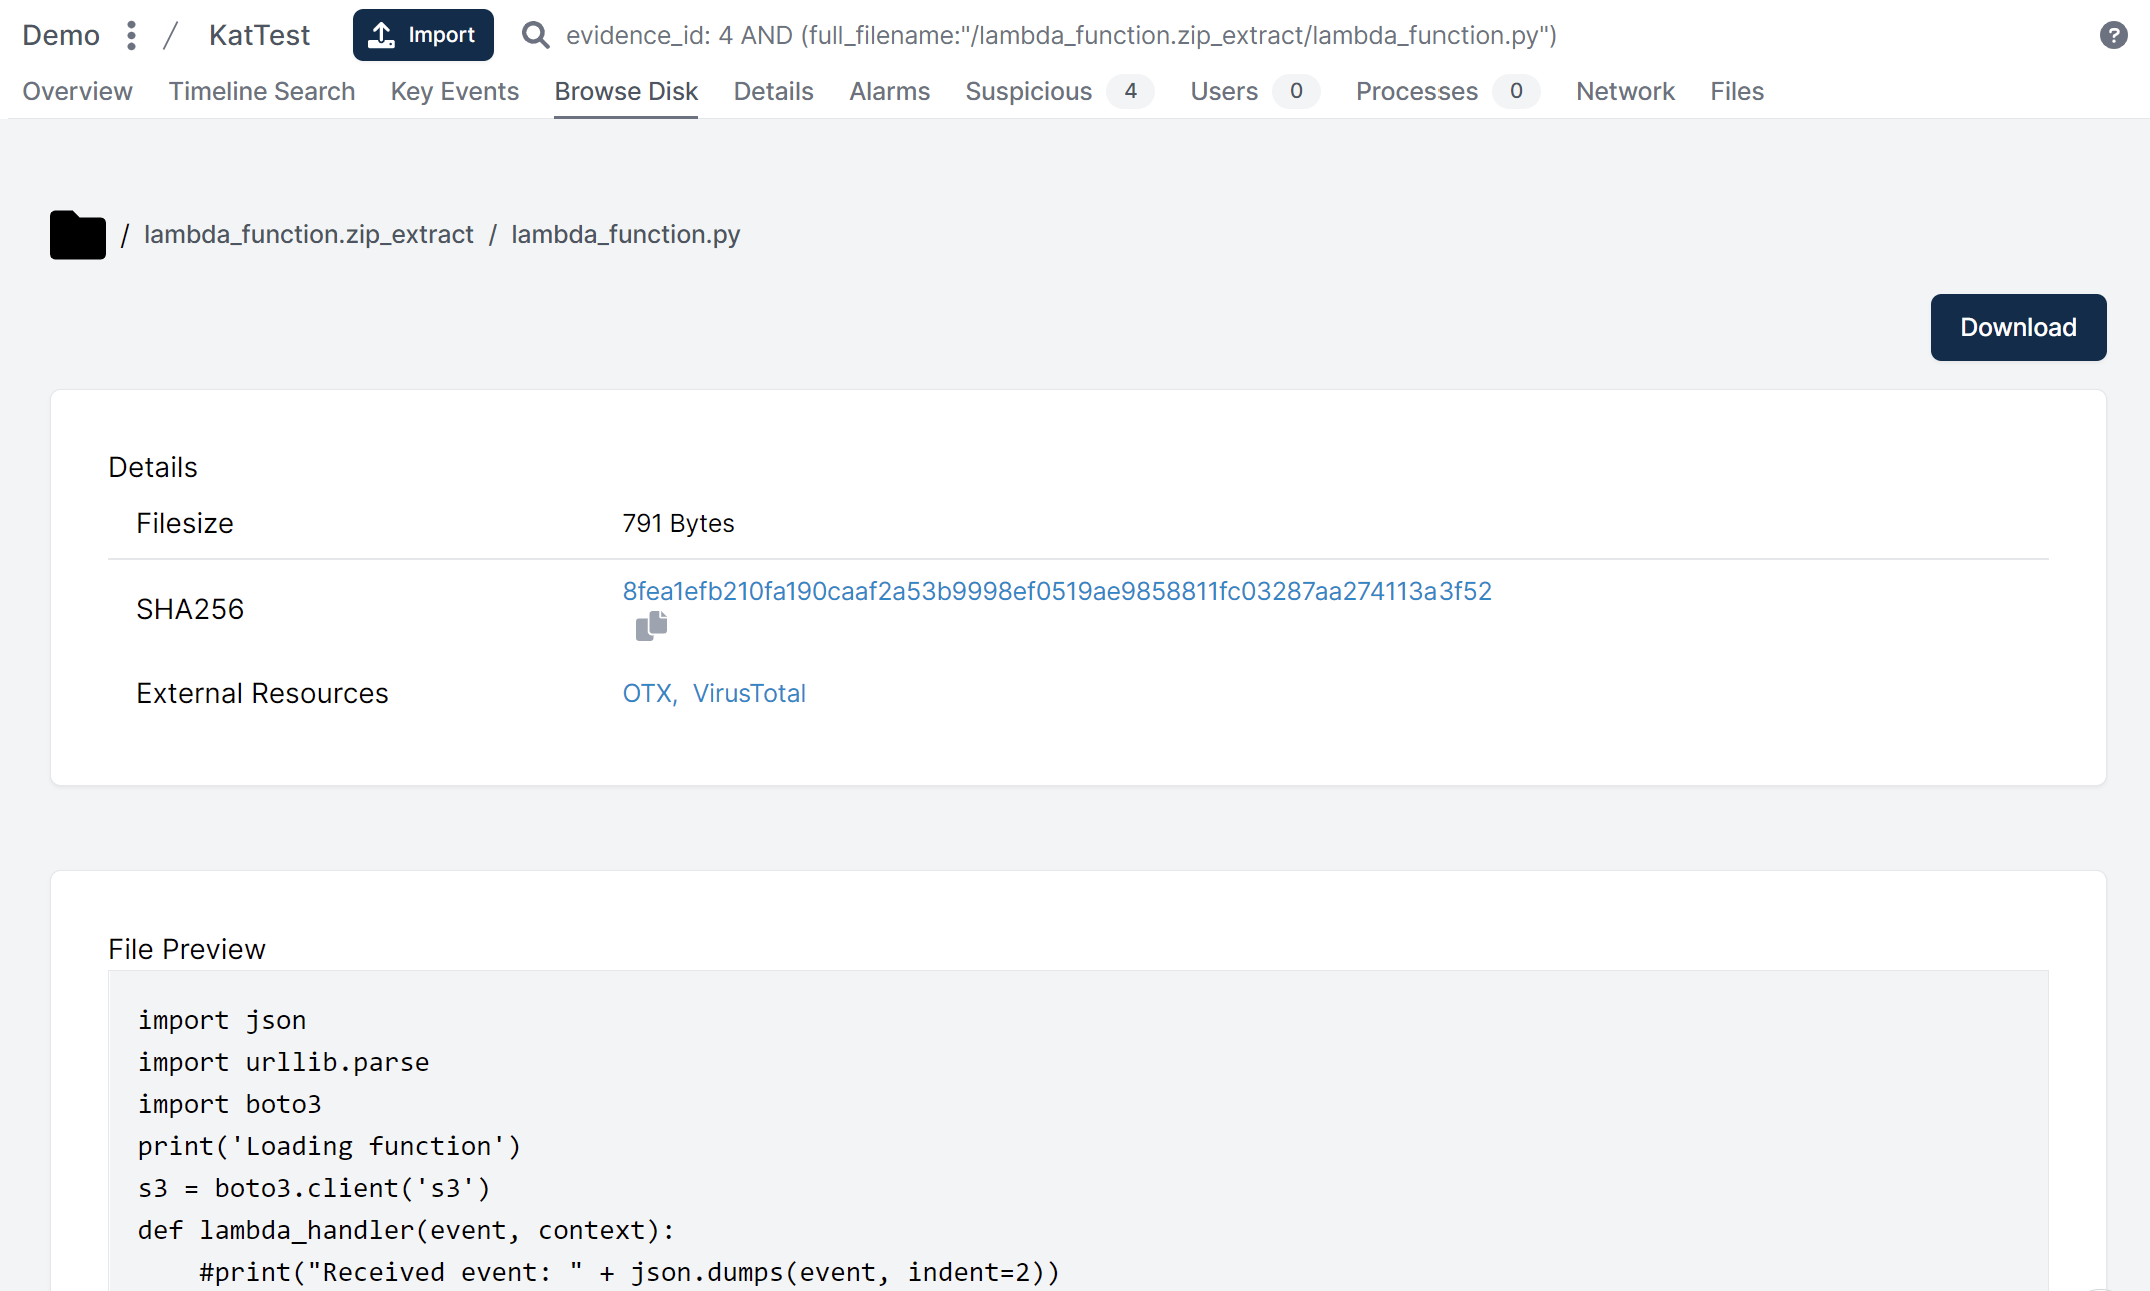 Demo / KatTest Import evidence_id: 4 AND (full_filename:"/lambda_function.zip_extract/lambda_function.py") ?
Overview Timeline Search Key Events Browse Disk Details Alarms Suspicious 4 Users 0 Processes 0 Network Files
/ lambda_function.zip_extract / lambda_function.py
Download
Details
Filesize 791 Bytes
SHA256 8fea1efb210fa190caaf2a53b9998ef0519ae9858811fc03287aa274113a3f52
External Resources OTX, VirusTotal
File Preview
import json
import urllib.parse
import boto3
print('Loading function')
s3 = boto3.client('s3')
def lambda_handler(event, context):
    #print("Received event: " + json.dumps(event, indent=2))